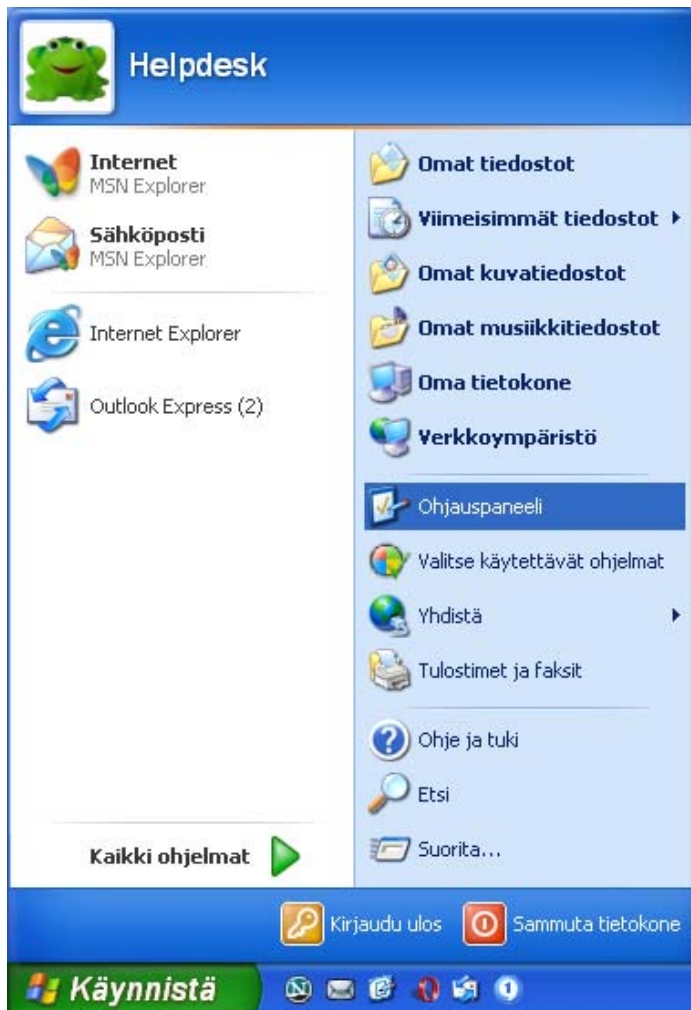 Helpdesk
Internet
MSN Explorer
Sähköposti
MSN Explorer
Internet Explorer
Outlook Express (2)
Kaikki ohjelmat
Omat tiedostot
Viimeisimmät tiedostot
Omat kuvatiedostot
Omat musiikkitiedostot
Oma tietokone
Verkkoympäristö
Ohjauspaneeli
Valitse käytettävät ohjelmat
Yhdistä
Tulostimet ja faksit
Ohje ja tuki
Etsi
Suorita...
Kirjaudu ulos
Sammuta tietokone
Käynnistä